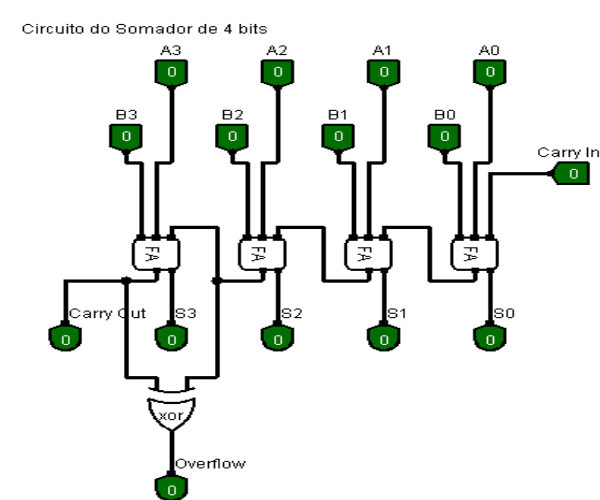 Circuito do Somador de 4 bits
A3 A2 A1 A0
0 0 0 0
B3 B2 B1 B0
0 0 0 0
Carry In
0
FA FA FA FA
Carry Out S3 S2 S1 S0
0 0 0 0 0
xor
Overflow
0